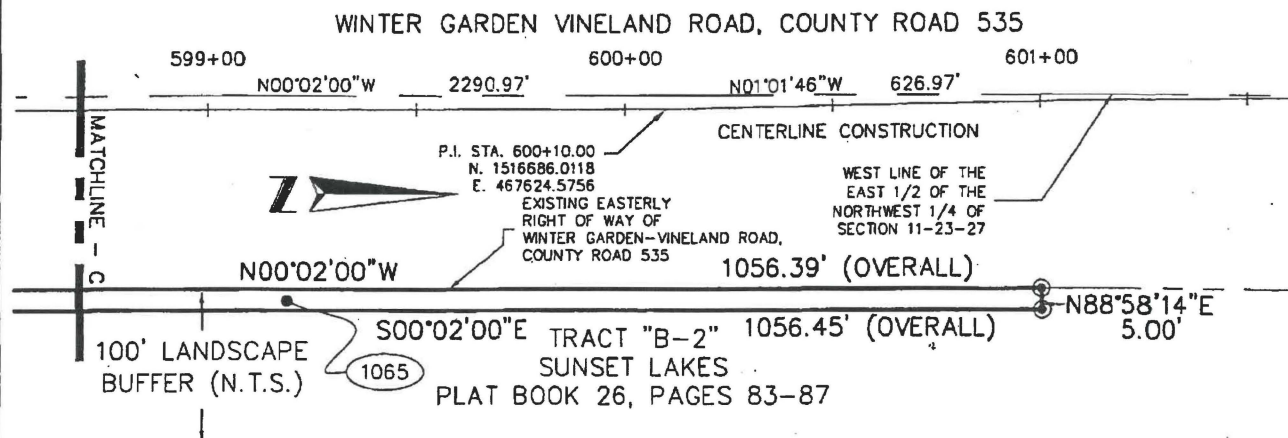 WINTER GARDEN VINELAND ROAD, COUNTY ROAD 535
599+00
600+00
601+00
N00°02'00"W
2290.97'
N01°01'46"W
626.97'
MATCHLINE - C
CENTERLINE CONSTRUCTION
P.I. STA. 600+10.00
N. 1516686.0118
E. 467624.5756
WEST LINE OF THE
EAST 1/2 OF THE
NORTHWEST 1/4 OF
SECTION 11-23-27
Z
EXISTING EASTERLY
RIGHT OF WAY OF
WINTER GARDEN-VINELAND ROAD,
COUNTY ROAD 535
N00°02'00"W
1056.39' (OVERALL)
N88°58'14"E
5.00'
S00°02'00"E
1056.45' (OVERALL)
TRACT "B-2"
SUNSET LAKES
PLAT BOOK 26, PAGES 83-87
100' LANDSCAPE
BUFFER (N.T.S.)
1065